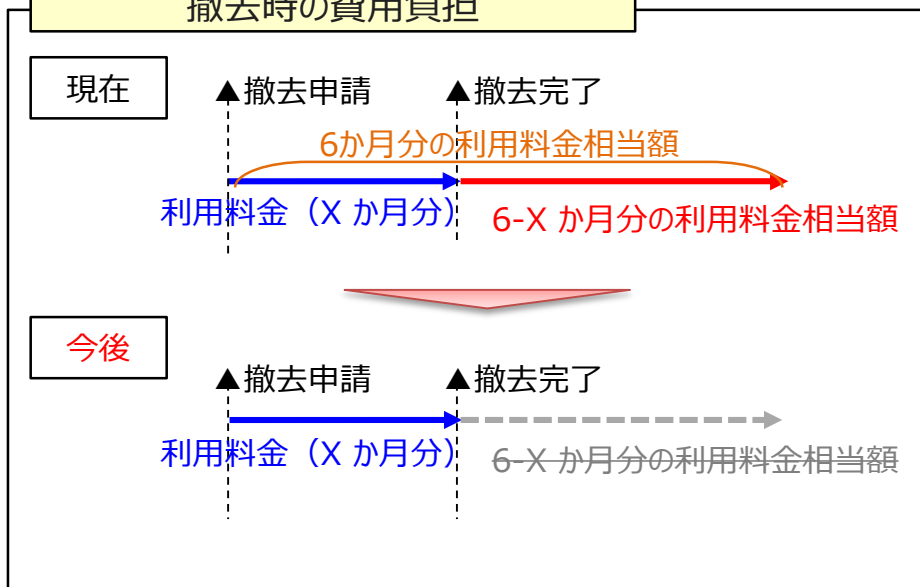 撤去時の費用負担
現在
▲撤去申請
▲撤去完了
6か月分の利用料金相当額
利用料金（X か月分）
6-X か月分の利用料金相当額
今後
▲撤去申請
▲撤去完了
利用料金（X か月分）
6-X か月分の利用料金相当額